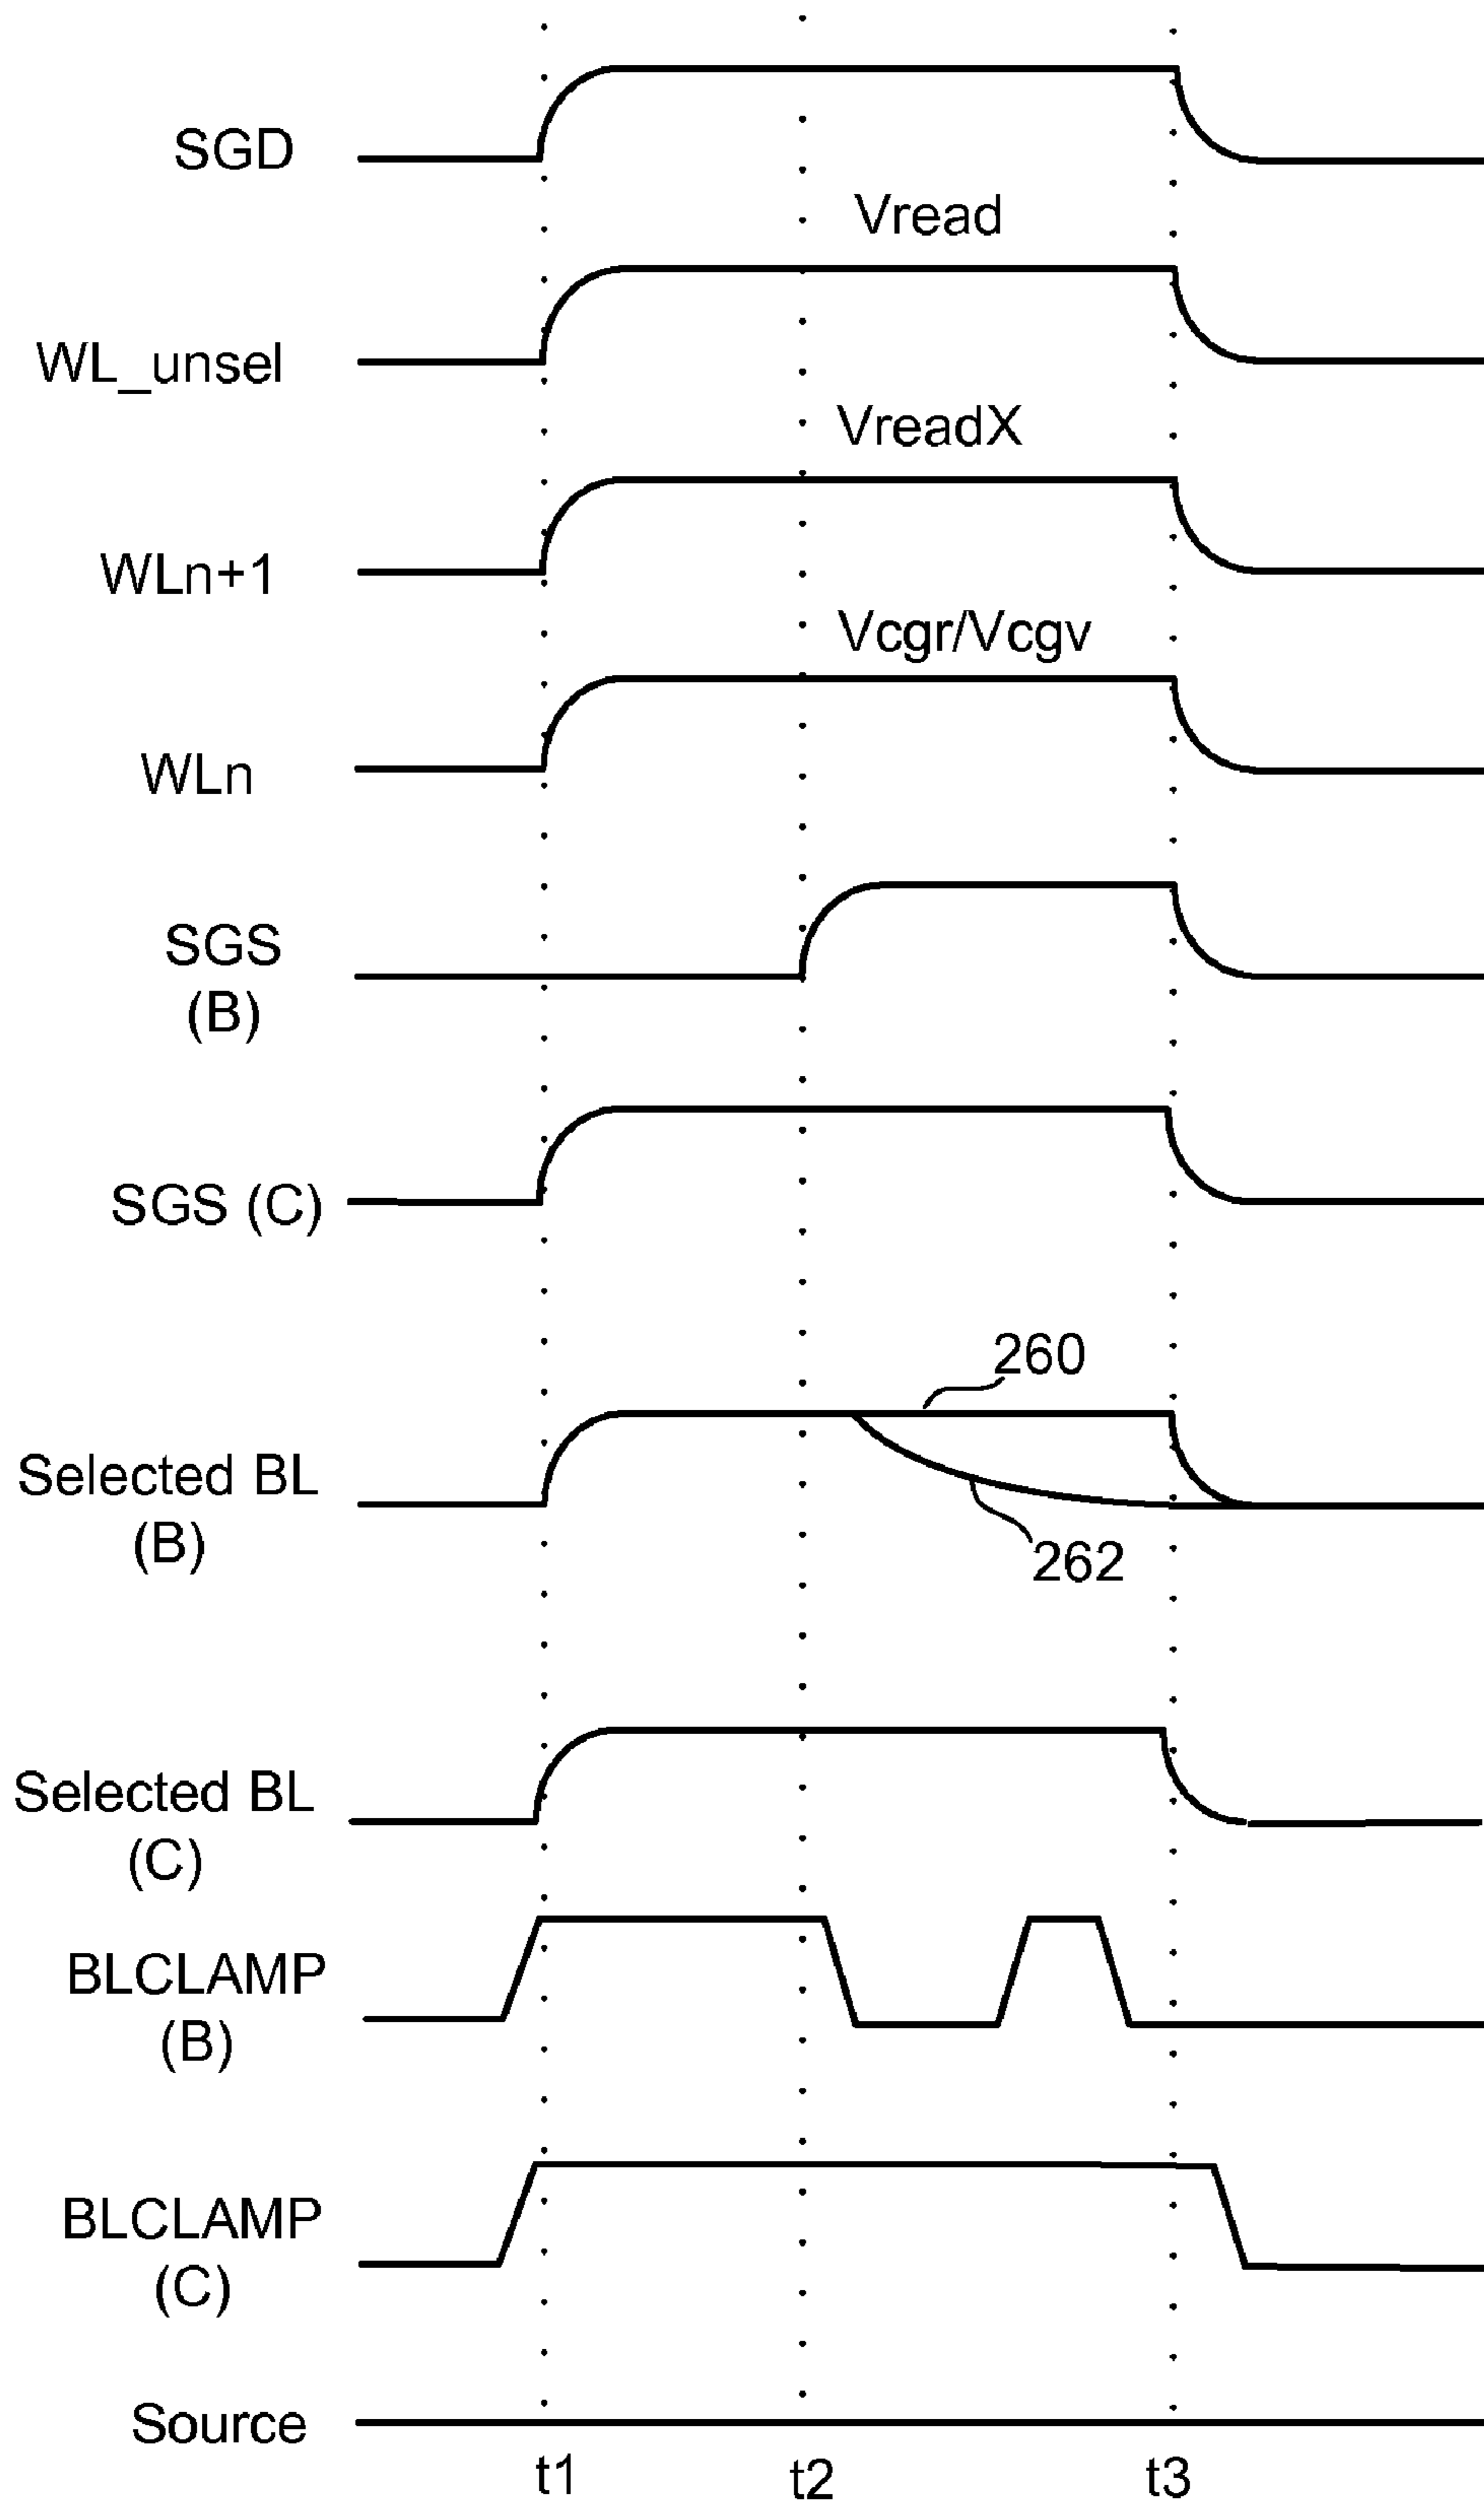 SGD
Vread
WL_unsel
VreadX
WLn+1
Vcgr/Vcgv
WLn
SGS
(B)
SGS (C)
260
Selected BL
(B)
262
Selected BL
(C)
BLCLAMP
(B)
BLCLAMP
(C)
Source
t1
t2
t3